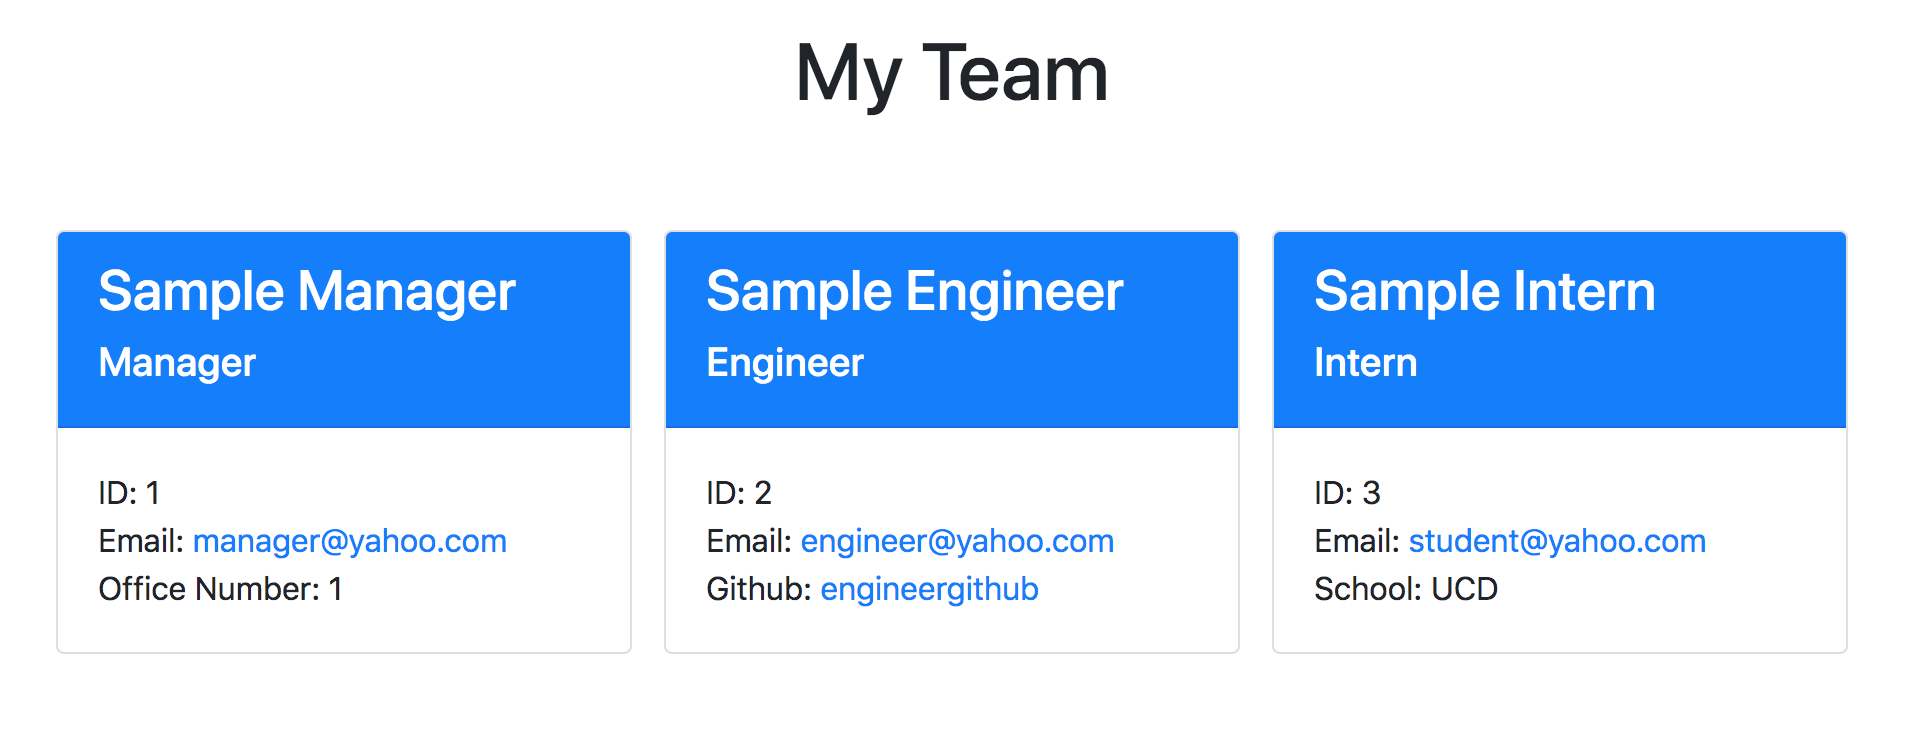 My Team
Sample Manager
Manager
ID: 1
Email: manager@yahoo.com
Office Number: 1
Sample Engineer
Engineer
ID: 2
Email: engineer@yahoo.com
Github: engineergithub
Sample Intern
Intern
ID: 3
Email: student@yahoo.com
School: UCD